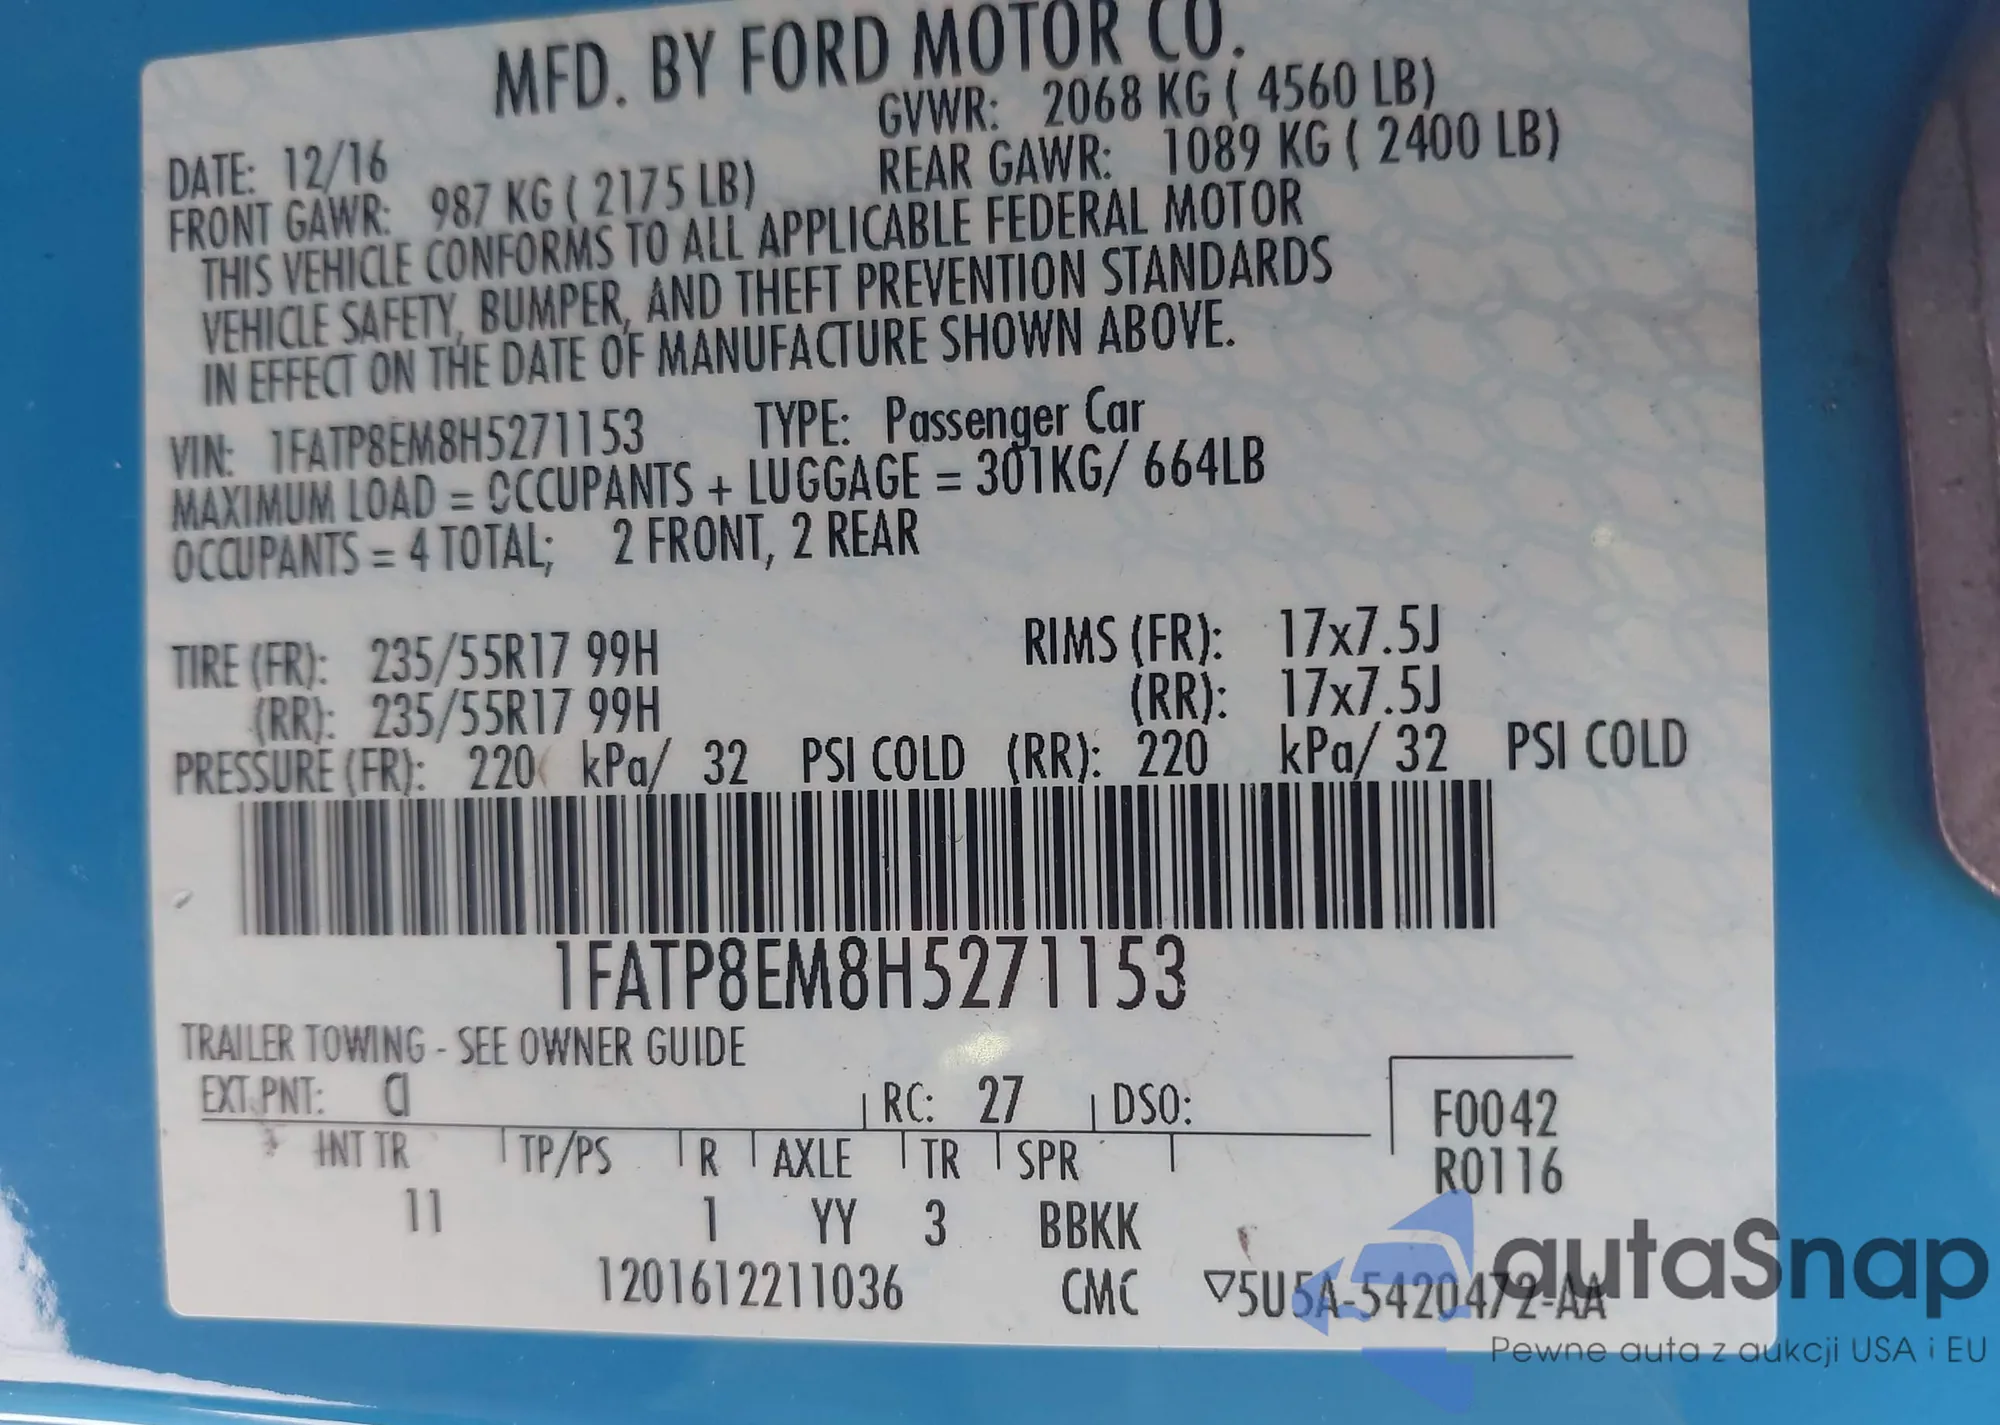 MFD. BY FORD MOTOR CO.
GVWR: 2068 KG ( 4560 LB)
DATE: 12/16
REAR GAWR: 1089 KG ( 2400 LB)
FRONT GAWR: 987 KG ( 2175 LB)
THIS VEHICLE CONFORMS TO ALL APPLICABLE FEDERAL MOTOR
VEHICLE SAFETY, BUMPER, AND THEFT PREVENTION STANDARDS
IN EFFECT ON THE DATE OF MANUFACTURE SHOWN ABOVE.
VIN: 1FATP8EM8H5271153 TYPE: Passenger Car
MAXIMUM LOAD = OCCUPANTS + LUGGAGE = 301KG/ 664LB
OCCUPANTS = 4 TOTAL; 2 FRONT, 2 REAR
TIRE (FR): 235/55R17 99H RIMS (FR): 17x7.5J
(RR): 235/55R17 99H (RR): 17x7.5J
PRESSURE (FR): 220 kPa/ 32 PSI COLD (RR): 220 kPa/ 32 PSI COLD
1FATP8EM8H5271153
TRAILER TOWING - SEE OWNER GUIDE
EXT PNT: CI RC: 27 DSO: F0042
INT TR TP/PS R AXLE TR SPR R0116
11 1 YY 3 BBKK
1201612211036 CMC ▽5U5A-5420472-AA
autaSnap
Pewne auta z aukcji USA i EU